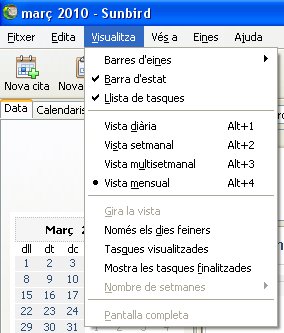 març 2010 - Sunbird
Fitxer Edita Visualitza Vés a Eines Ajuda
Nova cita
Nova
Data Calendaris
Barres d'eines
Barra d'estat
Llista de tasques
Vista diària Alt+1
Vista setmanal Alt+2
Vista multisetmanal Alt+3
Vista mensual Alt+4
Gira la vista
Només els dies feiners
Tasques visualitzades
Mostra les tasques finalitzades
Nombre de setmanes
Pantalla completa
Març 2
dll dt dc
1 2 3
8 9 10
15 16 17
22 23 24
29 30 31